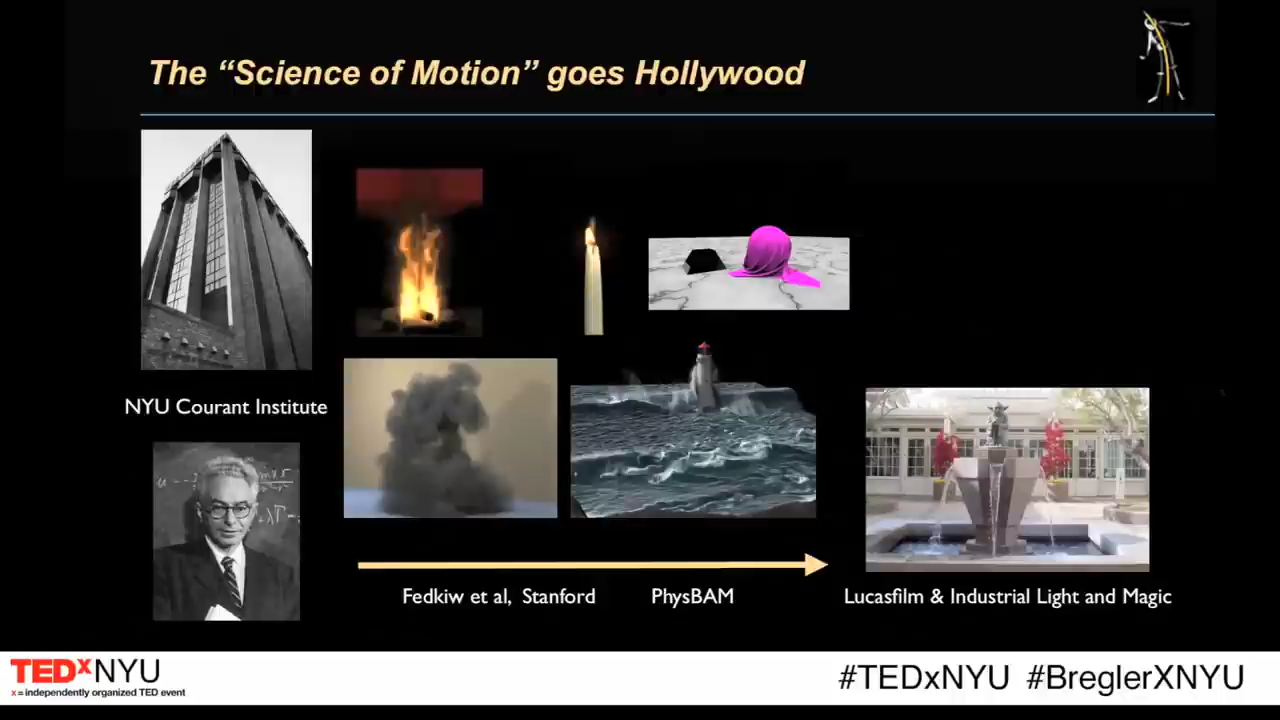 The “Science of Motion” goes Hollywood
NYU Courant Institute
Fedkiw et al, Stanford
PhysBAM
Lucasfilm & Industrial Light and Magic
TEDxNYU
x = independently organized TED event
#TEDxNYU #BreglerXNYU